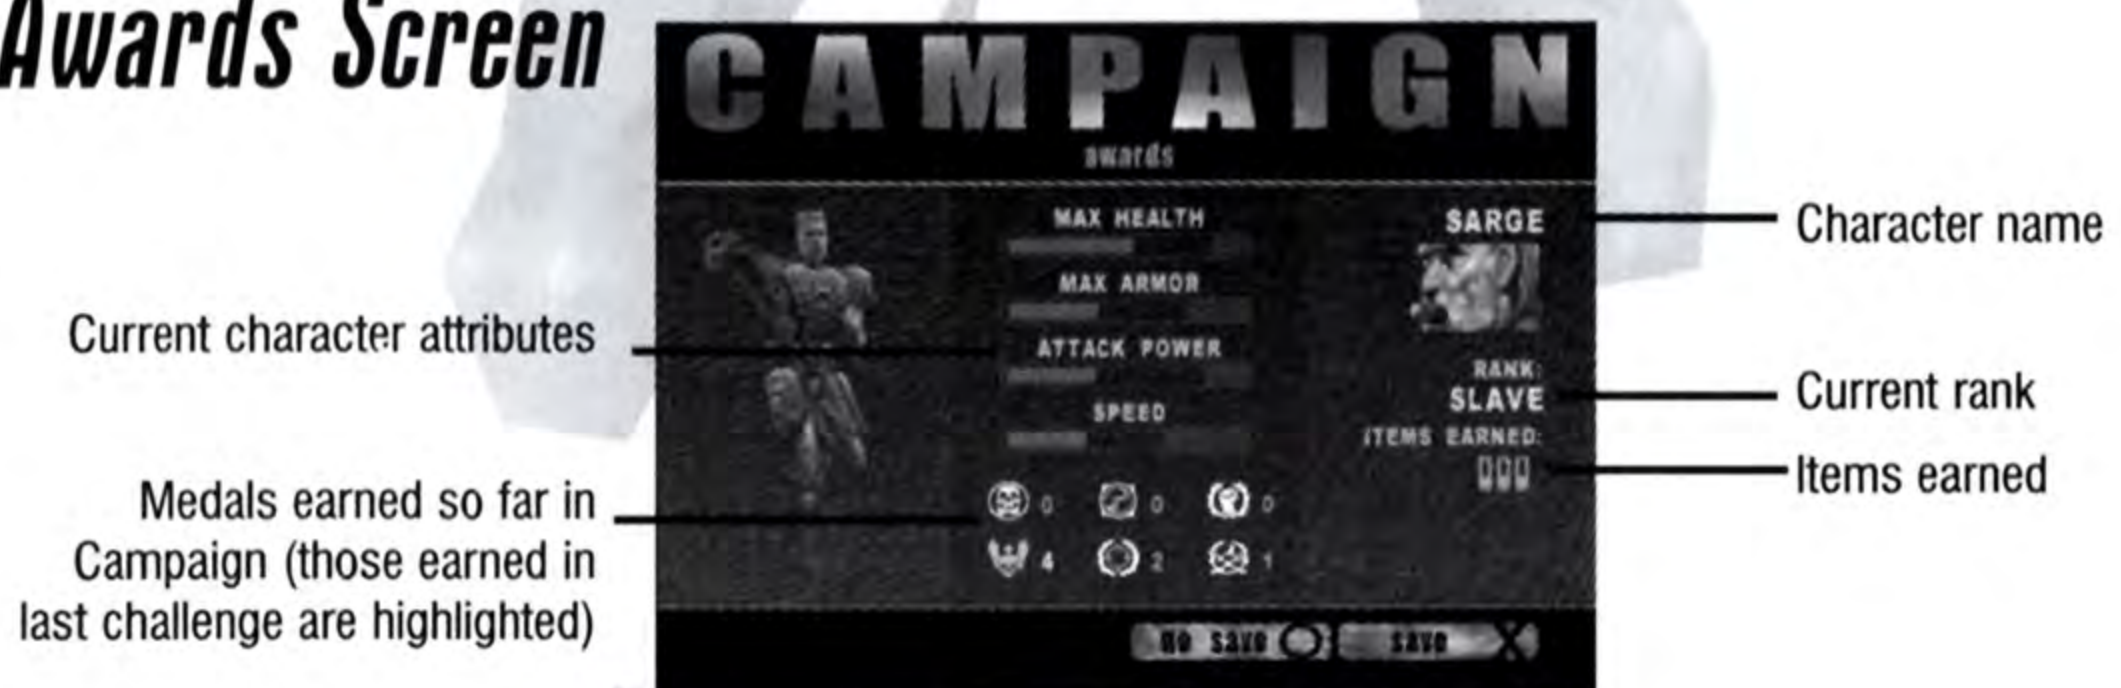 Awards Screen
CAMPAIGN
awards
MAX HEALTH
MAX ARMOR
ATTACK POWER
SPEED
0 0 0
4 2 1
SARGE
RANK:
SLAVE
ITEMS EARNED:
000
NO SAVE
SAVE X
Current character attributes
Medals earned so far in
Campaign (those earned in
last challenge are highlighted)
Character name
Current rank
Items earned